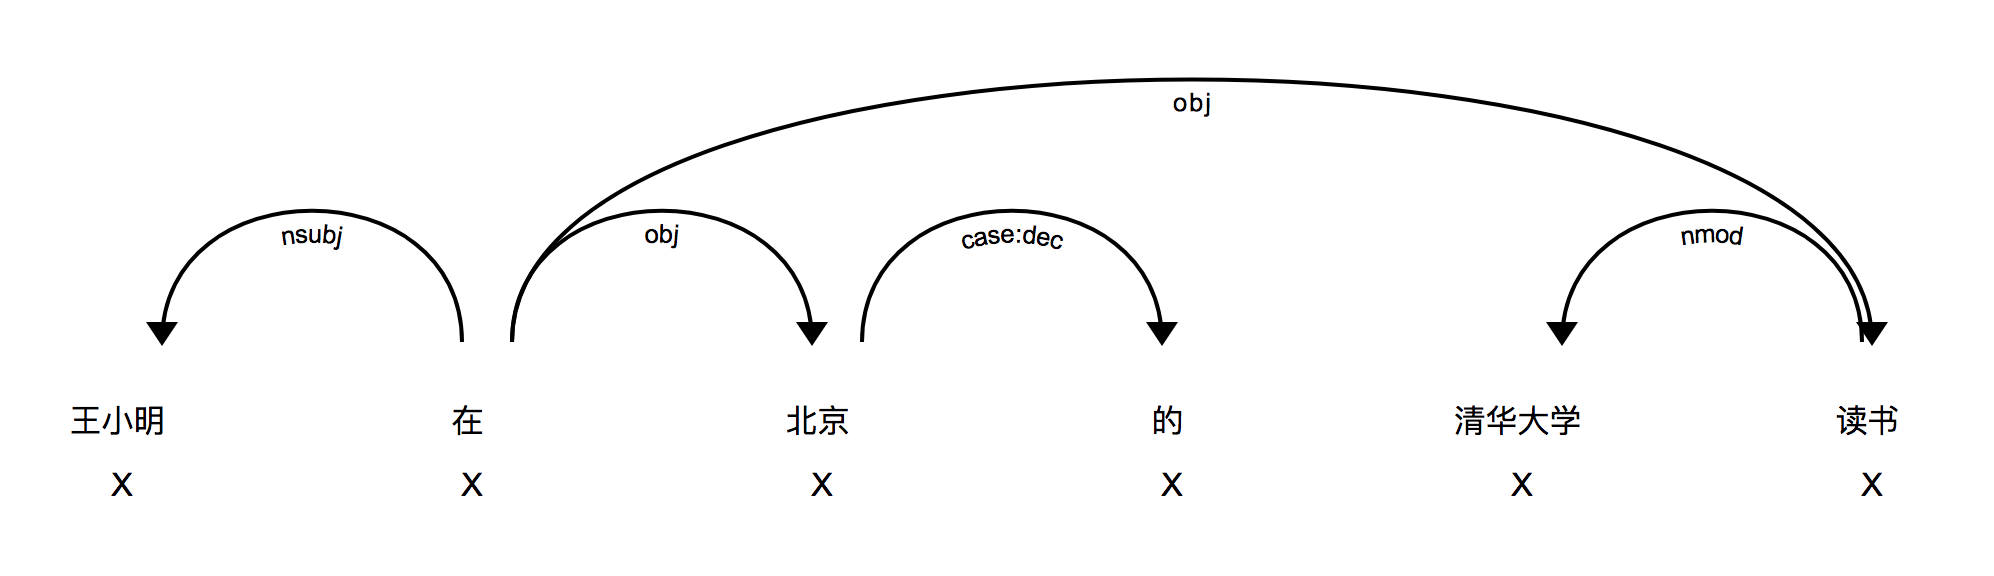 obj
nsubj obj case:dec nmod
王小明 在 北京 的 清华大学 读书
X X X X X X